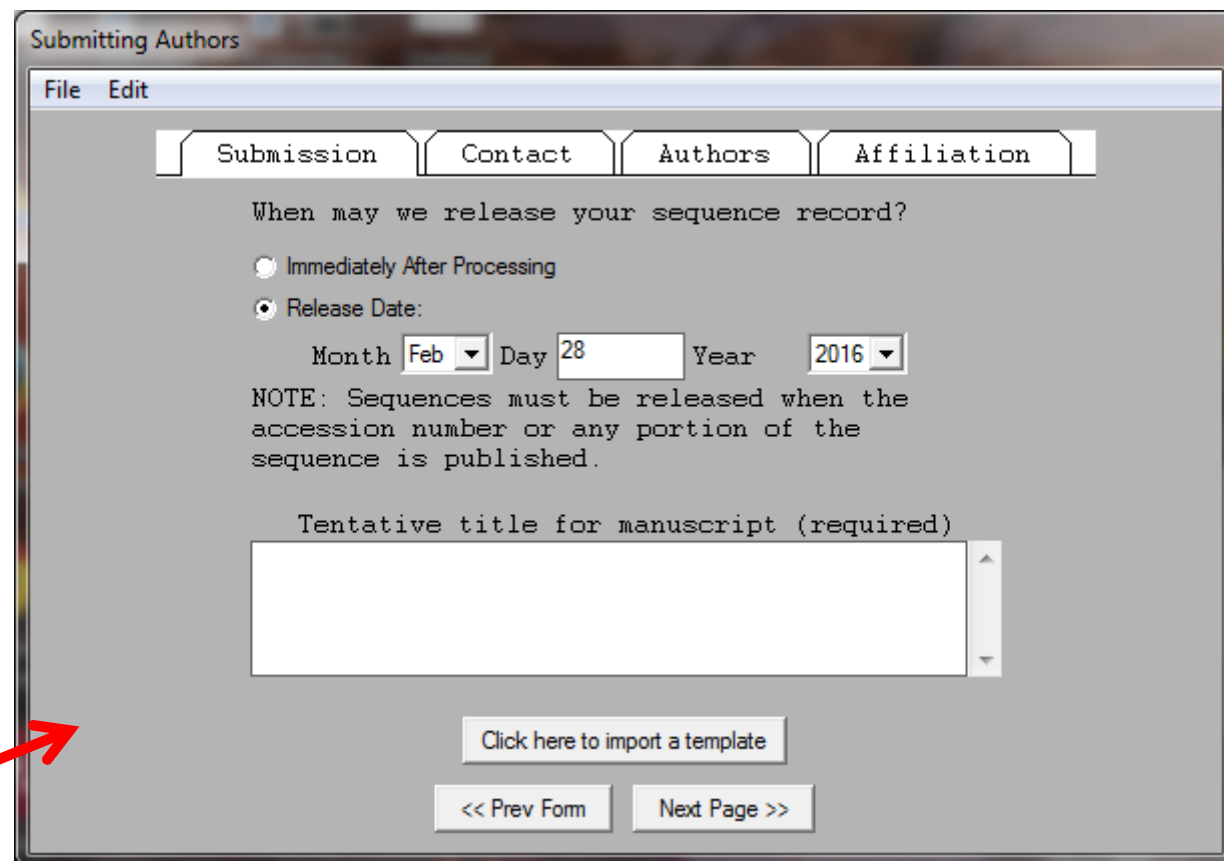 Submitting Authors
File Edit
Submission Contact Authors Affiliation
When may we release your sequence record?
Immediately After Processing
Release Date:
Month Feb Day 28 Year 2016
NOTE: Sequences must be released when the
accession number or any portion of the
sequence is published.
Tentative title for manuscript (required)
Click here to import a template
<< Prev Form Next Page >>